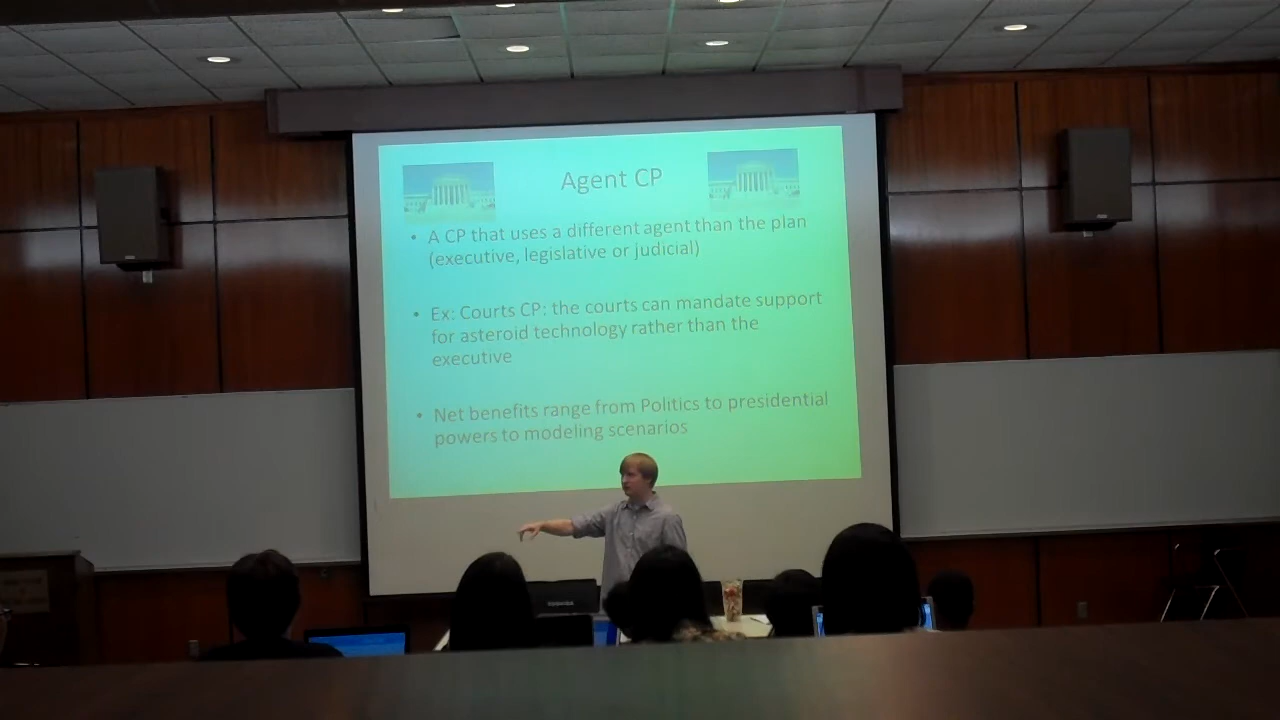 Agent CP
• A CP that uses a different agent than the plan
(executive, legislative or judicial)
• Ex: Courts CP: the courts can mandate support
for asteroid technology rather than the
executive
• Net benefits range from Politics to presidential
powers to modeling scenarios
TOSHIBA